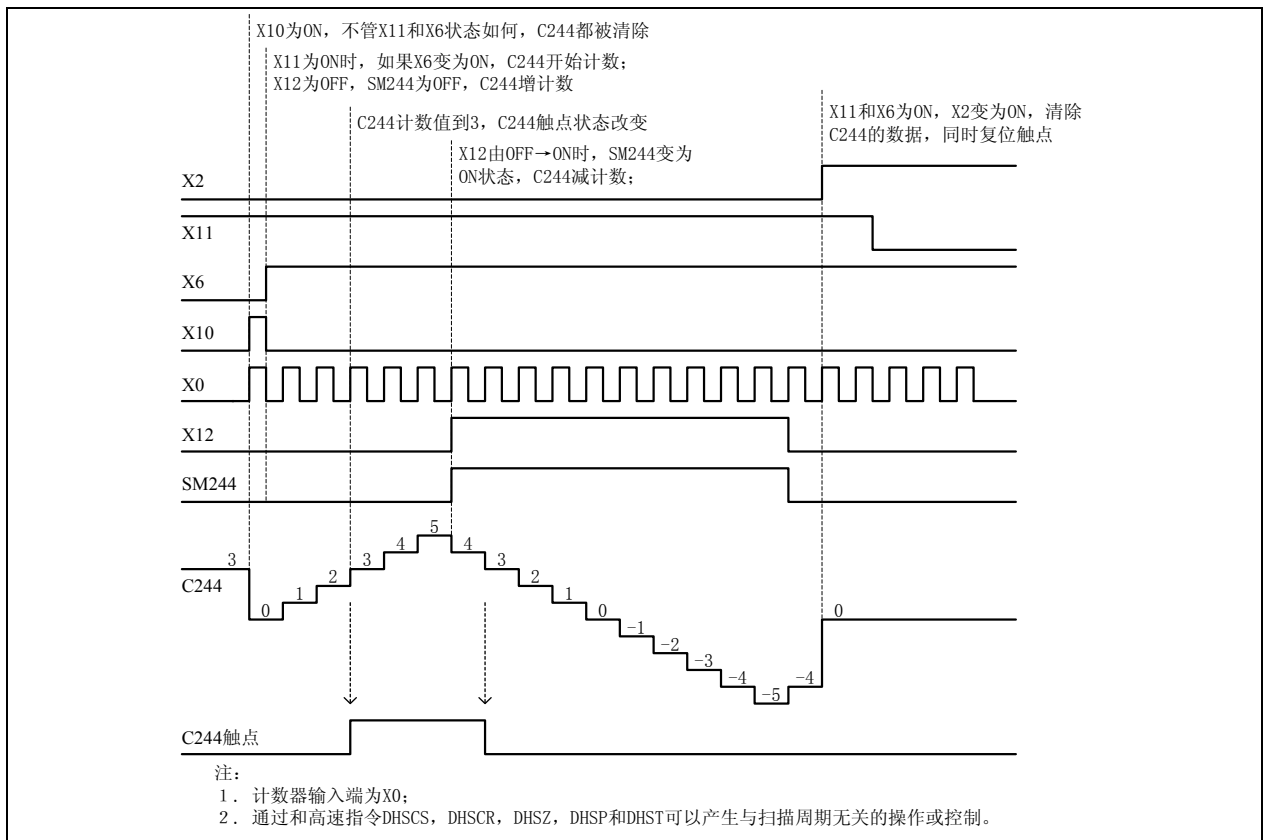 X10为ON，不管X11和X6状态如何，C244都被清除
X11为ON时，如果X6变为ON，C244开始计数；
X12为OFF，SM244为OFF，C244增计数
C244计数值到3，C244触点状态改变
X12由OFF→ON时，SM244变为
ON状态，C244减计数；
X11和X6为ON，X2变为ON，清除
C244的数据，同时复位触点
X2
X11
X6
X10
X0
X12
SM244
C244
3
0
1
2
3
4
5
4
3
2
1
0
-1
-2
-3
-4
-5
-4
0
C244触点
注：
1. 计数器输入端为X0；
2. 通过和高速指令DHSCS，DHSCR，DHSZ，DHSP和DHST可以产生与扫描周期无关的操作或控制。